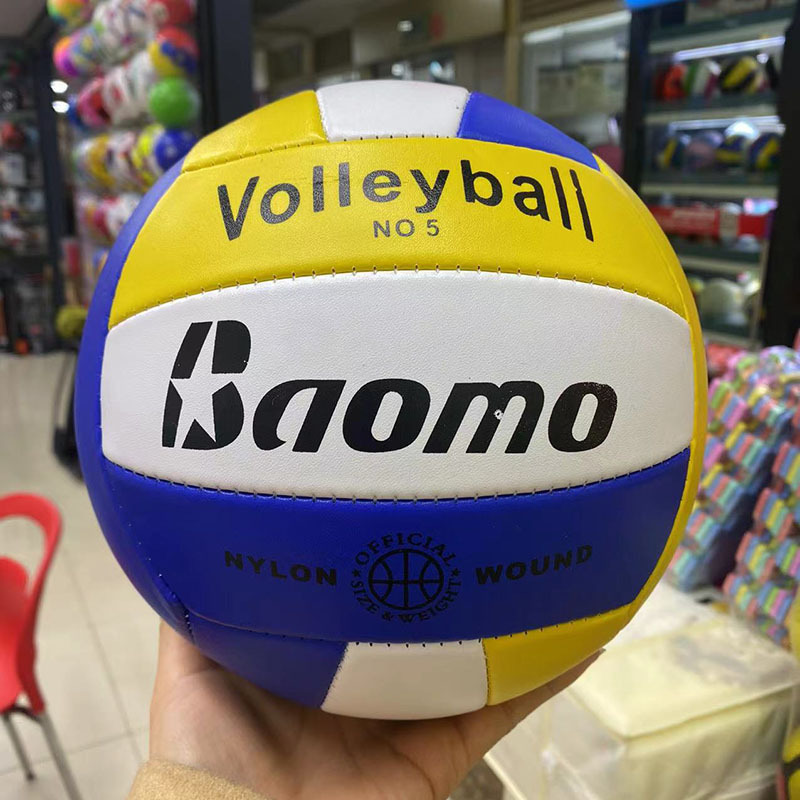 Volleyball
NO 5
Baomo
NYLON WOUND
OFFICIAL
SIZE & WEIGHT